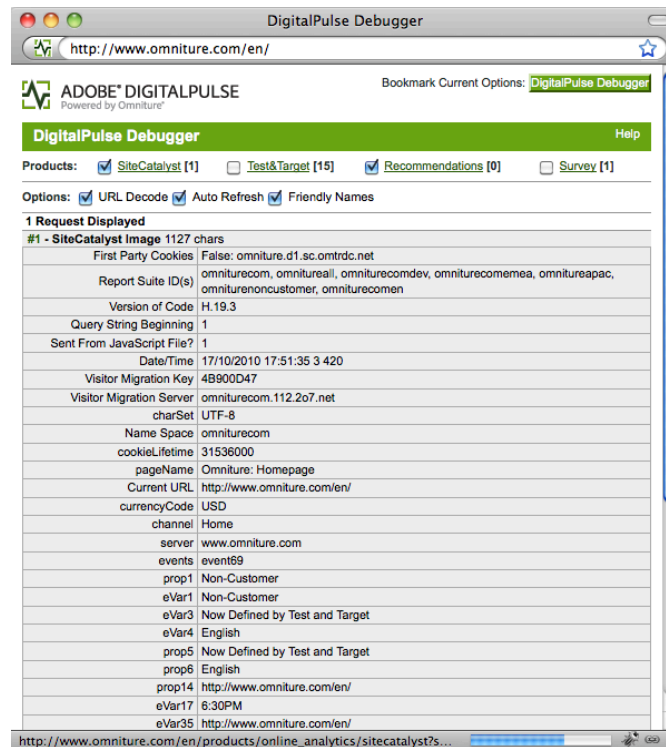 DigitalPulse Debugger
http://www.omniture.com/en/
ADOBE® DIGITALPULSE
Powered by Omniture®
Bookmark Current Options: DigitalPulse Debugger
DigitalPulse Debugger Help
Products: SiteCatalyst [1] Test&Target [15] Recommendations [0] Survey [1]
Options: URL Decode Auto Refresh Friendly Names
1 Request Displayed
#1 - SiteCatalyst Image 1127 chars
First Party Cookies False: omniture.d1.sc.omtrdc.net
Report Suite ID(s) omniturecom, omnitureall, omniturecomdev, omniturecomemea, omnitureapac,
omniturenoncustomer, omniturecomen
Version of Code H.19.3
Query String Beginning 1
Sent From JavaScript File? 1
Date/Time 17/10/2010 17:51:35 3 420
Visitor Migration Key 4B900D47
Visitor Migration Server omniturecom.112.2o7.net
charSet UTF-8
Name Space omniturecom
cookieLifetime 31536000
pageName Omniture: Homepage
Current URL http://www.omniture.com/en/
currencyCode USD
channel Home
server www.omniture.com
events event69
prop1 Non-Customer
eVar1 Non-Customer
eVar3 Now Defined by Test and Target
eVar4 English
prop5 Now Defined by Test and Target
prop6 English
prop14 http://www.omniture.com/en/
eVar17 6:30PM
eVar35 http://www.omniture.com/en/
http://www.omniture.com/en/products/online_analytics/sitecatalyst?s...